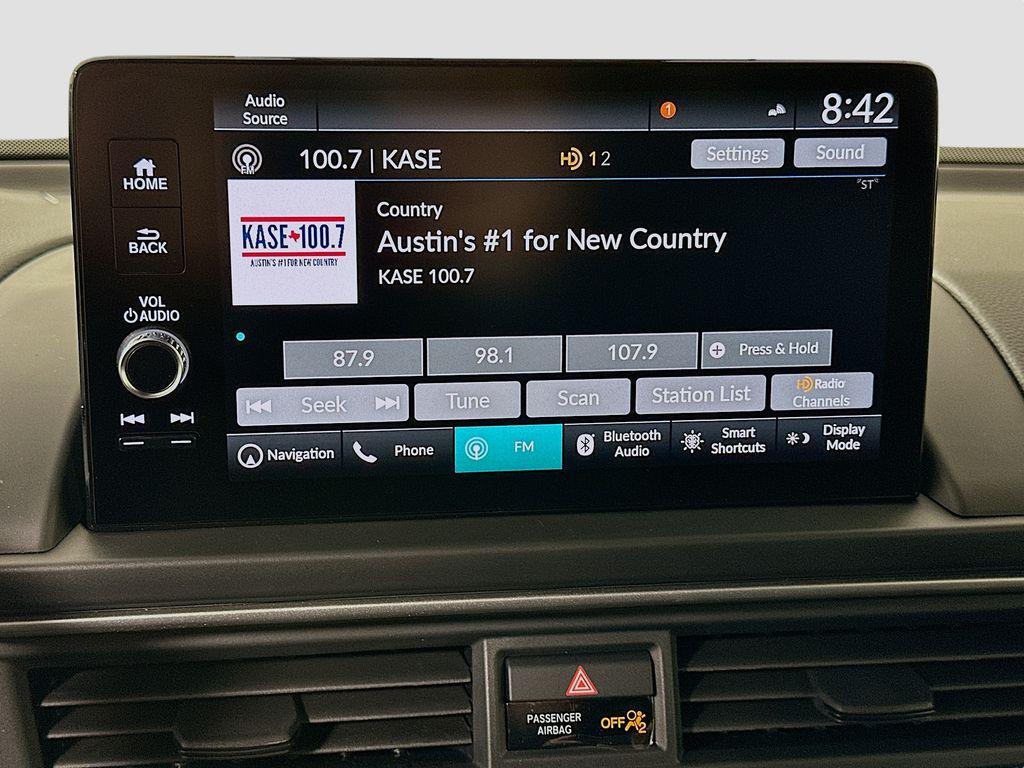 Audio
Source
1
8:42
HOME
BACK
VOL
AUDIO
FM
100.7 | KASE
HD 1 2
Settings
Sound
"ST"
KASE 100.7
AUSTIN'S #1 FOR NEW COUNTRY
Country
Austin's #1 for New Country
KASE 100.7
87.9
98.1
107.9
Press & Hold
Seek
Tune
Scan
Station List
HD Radio
Channels
Navigation
Phone
FM
Bluetooth
Audio
Smart
Shortcuts
Display
Mode
PASSENGER
AIRBAG
OFF
2